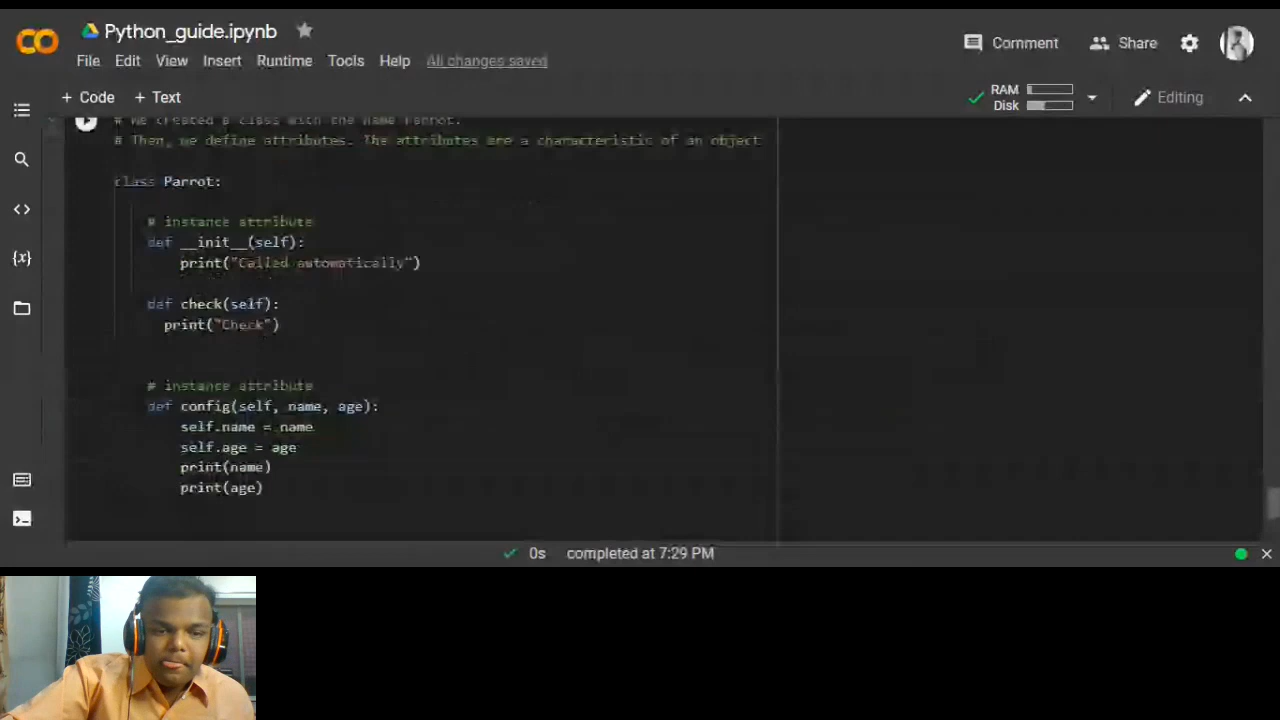 CO
Python_guide.ipynb
File Edit View Insert Runtime Tools Help All changes saved
Comment Share
+ Code + Text
RAM
Disk
Editing
# We created a class with the name Parrot.
# Then, we define attributes. The attributes are a characteristic of an object
class Parrot:
# instance attribute
def __init__(self):
print("Called automatically")
def check(self):
print("Check")
# instance attribute
def config(self, name, age):
self.name = name
self.age = age
print(name)
print(age)
0s completed at 7:29 PM